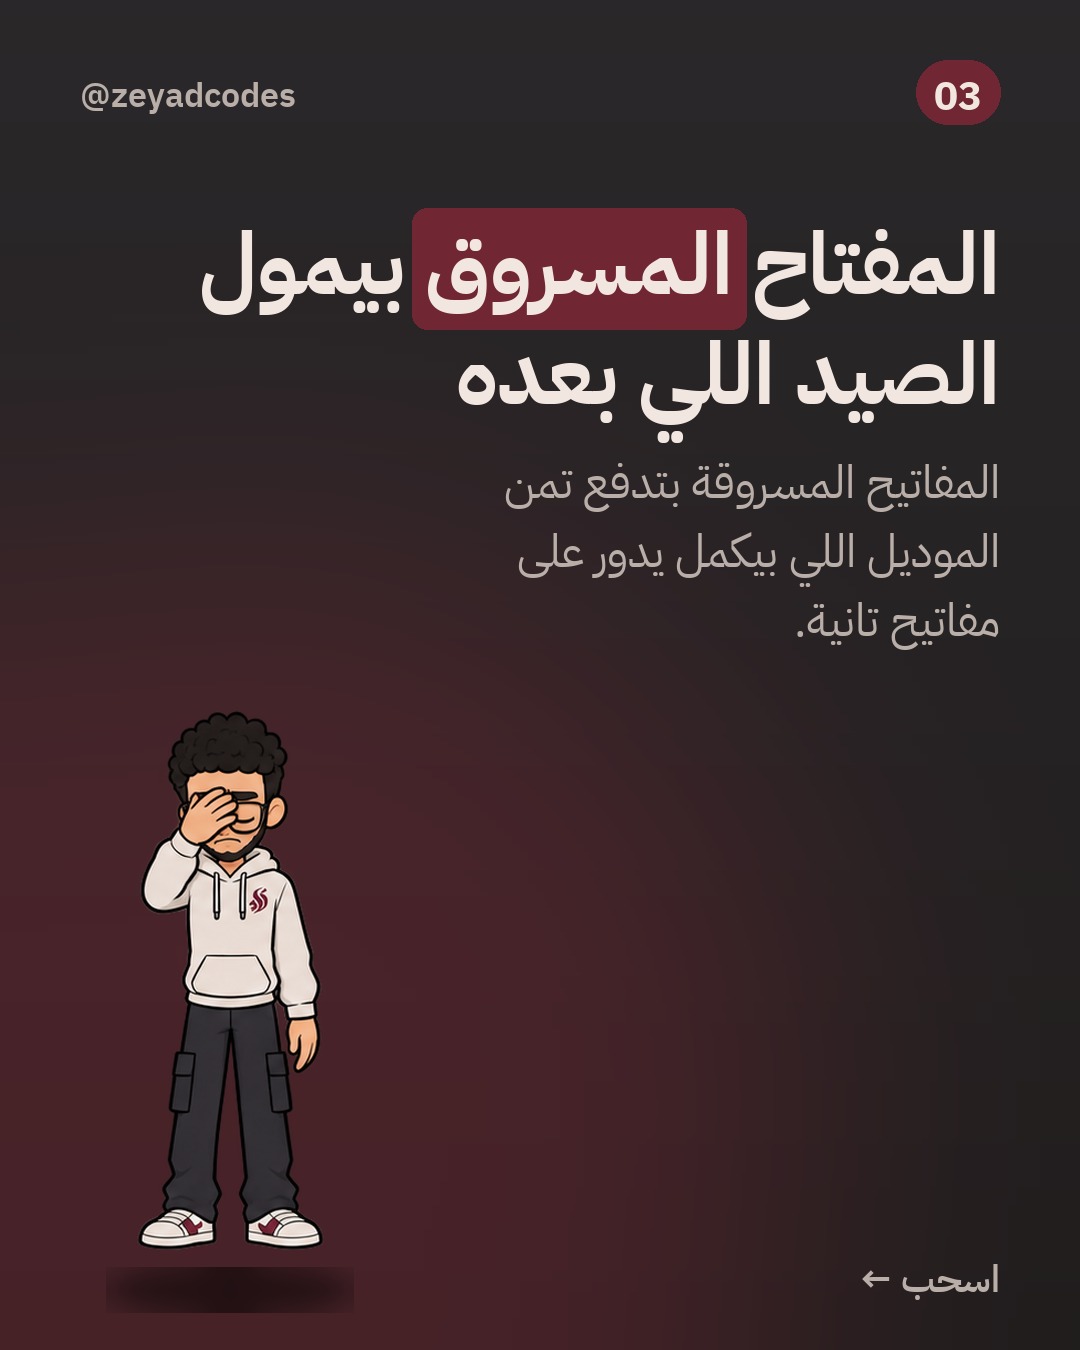 @zeyadcodes
03
المفتاح المسروق بيمول
الصيد اللي بعده
المفاتيح المسروقة بتدفع تمن
الموديل اللي بيكمل يدور على
مفاتيح تانية.
اسحب ←